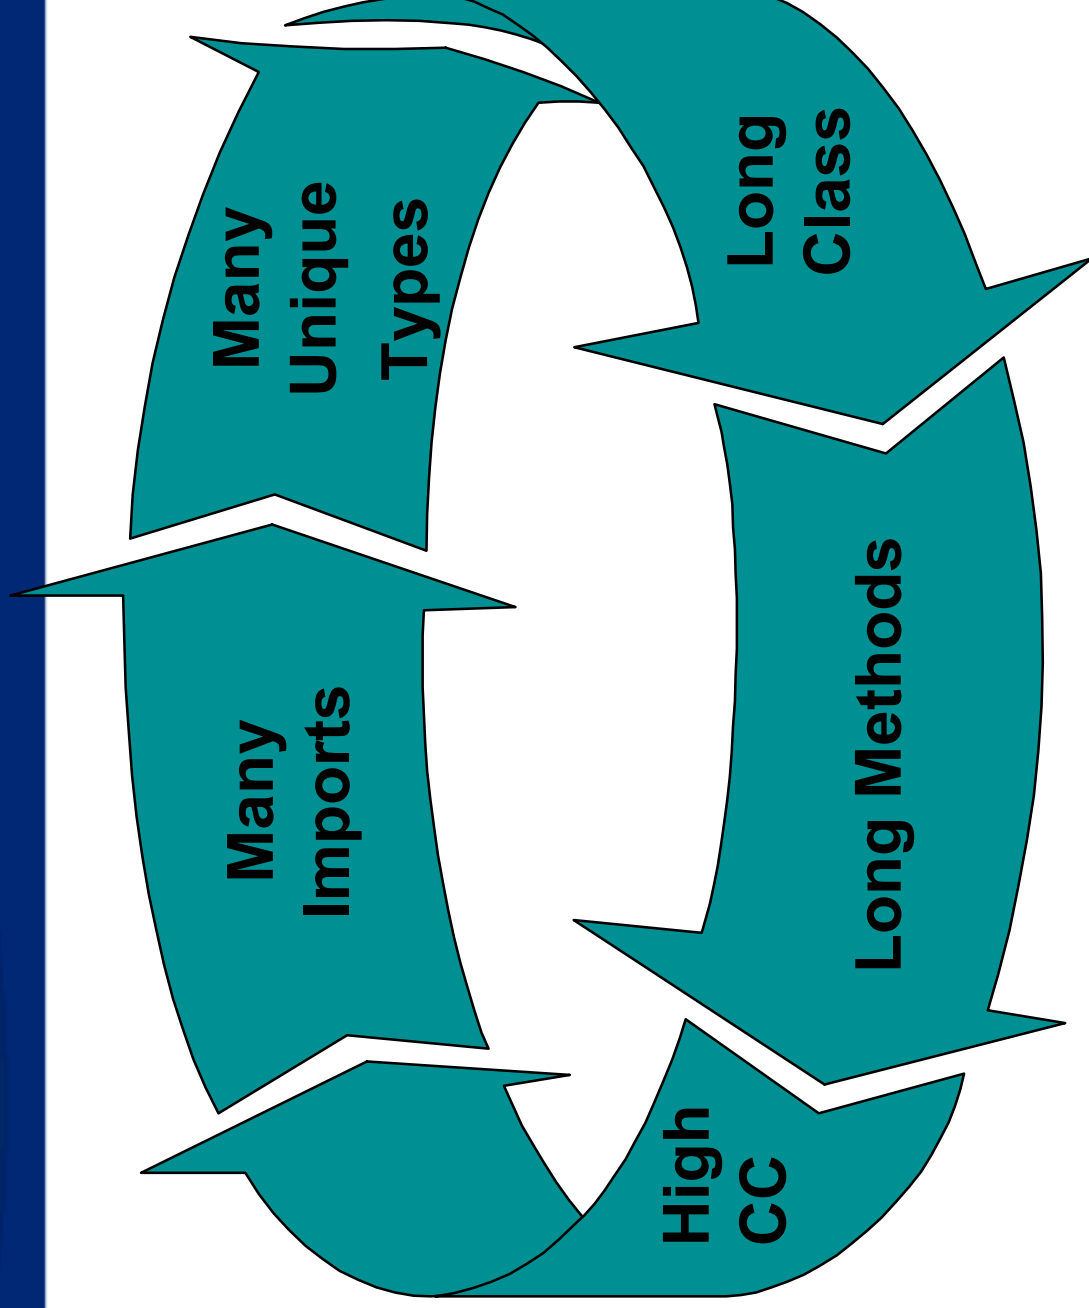 Many
Unique
Types
Long
Class
Many
Imports
Long Methods
High
CC